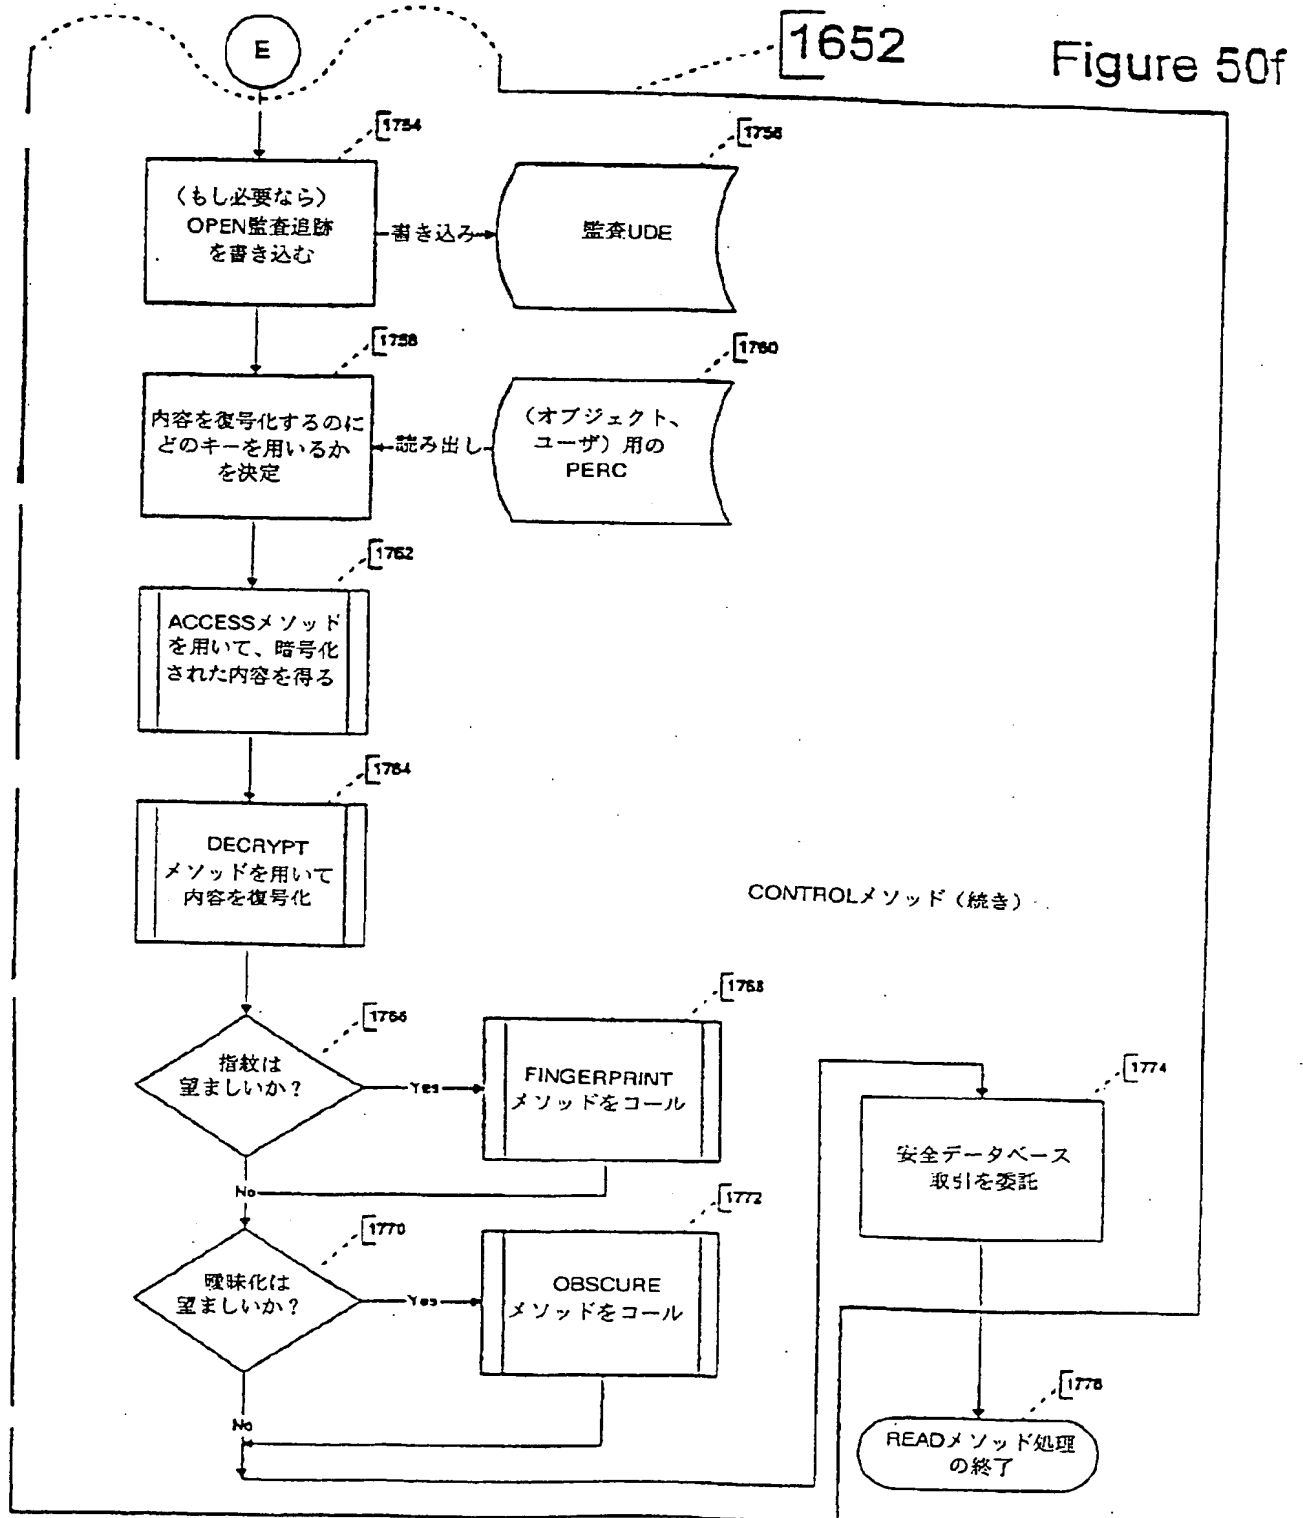 E
1652
Figure 50f
1754
(もし必要なら)
OPEN監査追跡
を書き込む
書き込み
1756
監査UDE
1758
内容を復号化するのに
どのキーを用いるか
を決定
読み出し
1760
(オブジェクト、
ユーザ)用の
PERC
1762
ACCESSメソッド
を用いて、暗号化
された内容を得る
1764
DECRYPT
メソッドを用いて
内容を復号化
CONTROLメソッド(続き)
1766
指紋は
望ましいか?
Yes
1768
FINGERPRINT
メソッドをコール
No
1770
曖昧化は
望ましいか?
Yes
1772
OBSCURE
メソッドをコール
No
1774
安全データベース
取引を委託
1776
READメソッド処理
の終了